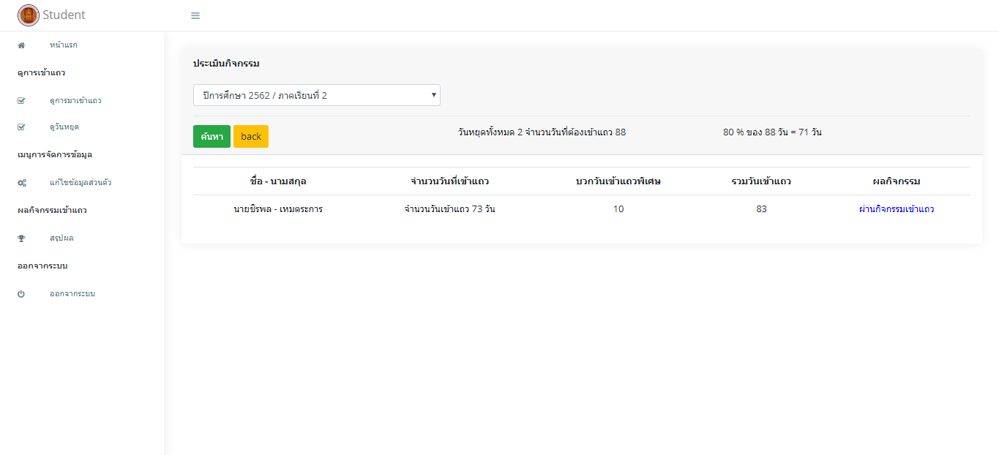 Student
หน้าแรก
ดูการเข้าแถว
ดูการมาเข้าแถว
ดูวันหยุด
เมนูการจัดการข้อมูล
แก้ไขข้อมูลส่วนตัว
ผลกิจกรรมเข้าแถว
สรุปผล
ออกจากระบบ
ออกจากระบบ
ประเมินกิจกรรม
ปีการศึกษา 2562 / ภาคเรียนที่ 2
ค้นหา back วันหยุดทั้งหมด 2 จำนวนวันที่ต้องเข้าแถว 88 80 % ของ 88 วัน = 71 วัน
ชื่อ - นามสกุล จำนวนวันที่เข้าแถว บวกวันเข้าแถวพิเศษ รวมวันเข้าแถว ผลกิจกรรม
นายชิรพล - เหมตระการ จำนวนวันเข้าแถว 73 วัน 10 83 ผ่านกิจกรรมเข้าแถว